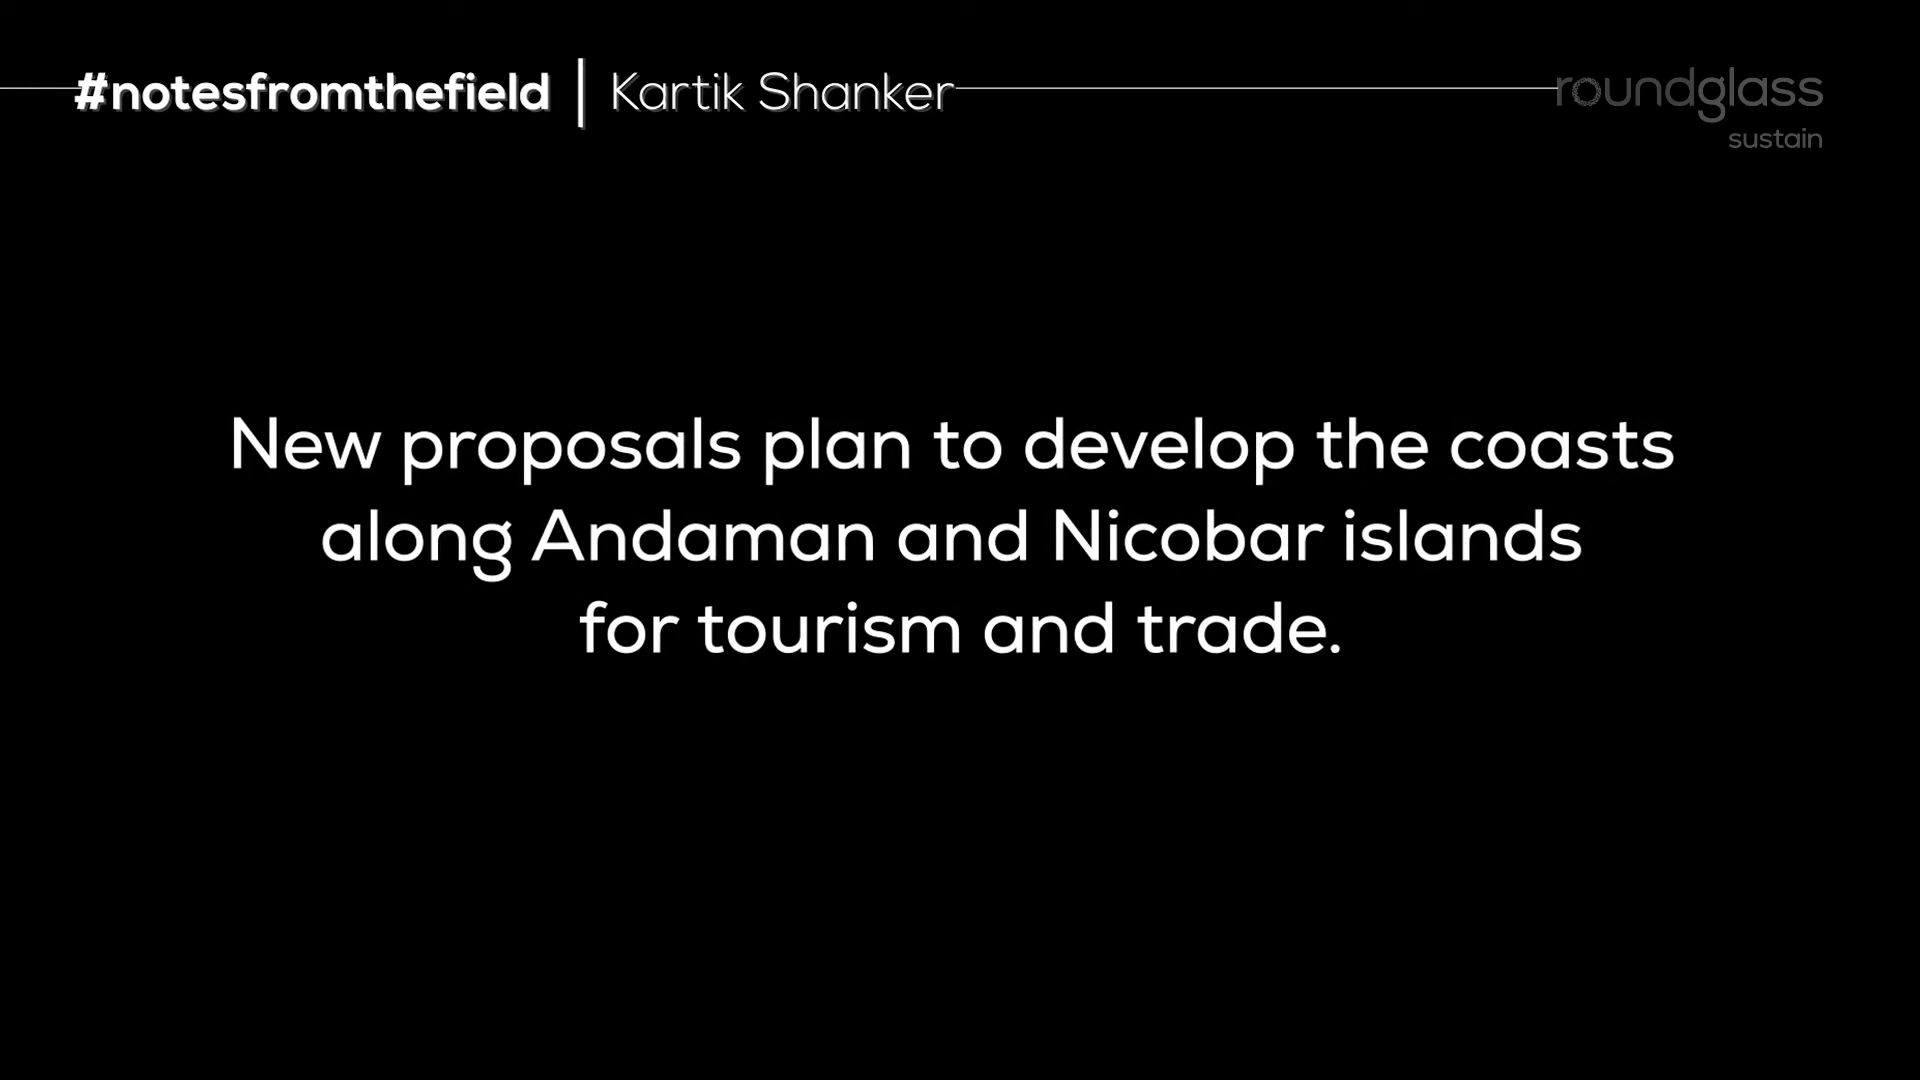 #notesfromthefield | Kartik Shanker
roundglass
sustain
New proposals plan to develop the coasts
along Andaman and Nicobar islands
for tourism and trade.